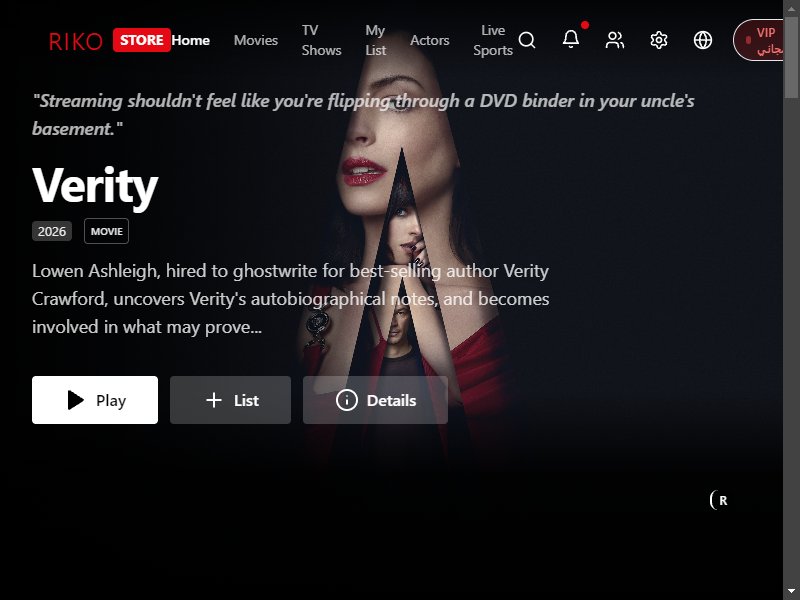 RIKO STORE Home Movies TV Shows My List Actors Live Sports VIP
"Streaming shouldn't feel like you're flipping through a DVD binder in your uncle's
basement."
Verity
2026 MOVIE
Lowen Ashleigh, hired to ghostwrite for best-selling author Verity
Crawford, uncovers Verity's autobiographical notes, and becomes
involved in what may prove...
Play List Details
R